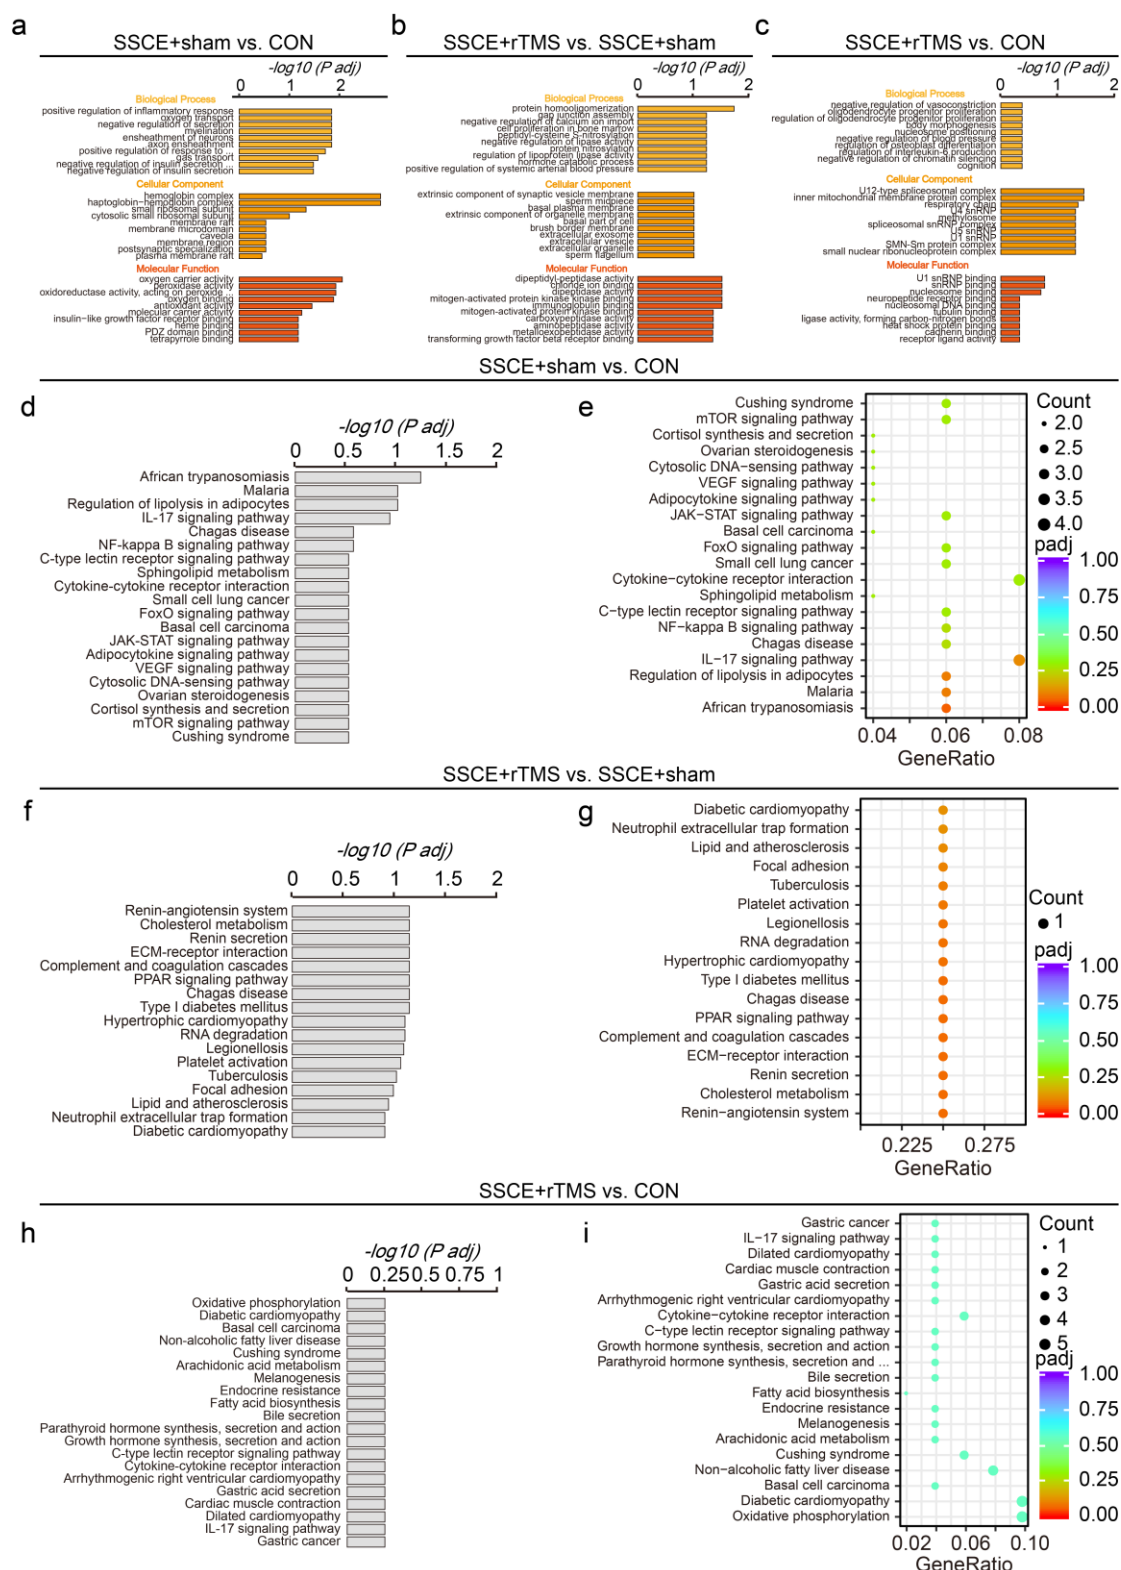 a
SSCE+sham vs. CON
-log10 (P adj)
0 1 2
Biological Process
positive regulation of inflammatory response
oxygen transport
negative regulation of secretion
myelination
ensheathment of neurons
axon ensheathment
positive regulation of response to ...
gas transport
negative regulation of insulin secretion ...
negative regulation of insulin secretion
Cellular Component
hemoglobin complex
haptoglobin-hemoglobin complex
small ribosomal subunit
cytosolic small ribosomal subunit
membrane raft
membrane microdomain
caveola
membrane region
postsynaptic specialization
plasma membrane raft
Molecular Function
oxygen carrier activity
peroxidase activity
oxidoreductase activity, acting on peroxide ...
oxygen binding
antioxidant activity
molecular carrier activity
insulin-like growth factor receptor binding
heme binding
PDZ domain binding
tetrapyrrole binding
b
SSCE+rTMS vs. SSCE+sham
-log10 (P adj)
0 1 2
Biological Process
protein homooligomerization
gap junction assembly
negative regulation of calcium ion import
cell proliferation in bone marrow
peptidyl-cysteine S-nitrosylation
negative regulation of lipase activity
protein nitrosylation
regulation of lipoprotein lipase activity
hormone catabolic process
positive regulation of systemic arterial blood pressure
Cellular Component
extrinsic component of synaptic vesicle membrane
sperm midpiece
basal plasma membrane
extrinsic component of organelle membrane
basal part of cell
brush border membrane
extracellular exosome
extracellular vesicle
extracellular organelle
sperm flagellum
Molecular Function
dipeptidyl-peptidase activity
chloride ion binding
dipeptidase activity
mitogen-activated protein kinase kinase binding
immunoglobulin binding
mitogen-activated protein kinase binding
carboxypeptidase activity
aminopeptidase activity
metalloexopeptidase activity
transforming growth factor beta receptor binding
c
SSCE+rTMS vs. CON
-log10 (P adj)
0 1 2
Biological Process
negative regulation of vasoconstriction
oligodendrocyte progenitor proliferation
regulation of oligodendrocyte progenitor proliferation
body morphogenesis
nucleosome positioning
negative regulation of blood pressure
regulation of osteoblast differentiation
regulation of interleukin-6 production
negative regulation of chromatin silencing
cognition
Cellular Component
U12-type spliceosomal complex
inner mitochondrial membrane protein complex
respiratory chain
U4 snRNP
methylosome
spliceosomal snRNP complex
U5 snRNP
U1 snRNP
SMN-Sm protein complex
small nuclear ribonucleoprotein complex
Molecular Function
U1 snRNP binding
snRNP binding
nucleosome binding
neuropeptide receptor binding
nucleosomal DNA binding
tubulin binding
ligase activity, forming carbon-nitrogen bonds
heat shock protein binding
cadherin binding
receptor ligand activity
SSCE+sham vs. CON
d
-log10 (P adj)
0 0.5 1 1.5 2
African trypanosomiasis
Malaria
Regulation of lipolysis in adipocytes
IL-17 signaling pathway
Chagas disease
NF-kappa B signaling pathway
C-type lectin receptor signaling pathway
Sphingolipid metabolism
Cytokine-cytokine receptor interaction
Small cell lung cancer
FoxO signaling pathway
Basal cell carcinoma
JAK-STAT signaling pathway
Adipocytokine signaling pathway
VEGF signaling pathway
Cytosolic DNA-sensing pathway
Ovarian steroidogenesis
Cortisol synthesis and secretion
mTOR signaling pathway
Cushing syndrome
e
Cushing syndrome
mTOR signaling pathway
Cortisol synthesis and secretion
Ovarian steroidogenesis
Cytosolic DNA-sensing pathway
VEGF signaling pathway
Adipocytokine signaling pathway
JAK-STAT signaling pathway
Basal cell carcinoma
FoxO signaling pathway
Small cell lung cancer
Cytokine−cytokine receptor interaction
Sphingolipid metabolism
C−type lectin receptor signaling pathway
NF−kappa B signaling pathway
Chagas disease
IL−17 signaling pathway
Regulation of lipolysis in adipocytes
Malaria
African trypanosomiasis
0.04 0.06 0.08
GeneRatio
Count
2.0
2.5
3.0
3.5
4.0
padj
1.00
0.75
0.50
0.25
0.00
SSCE+rTMS vs. SSCE+sham
f
-log10 (P adj)
0 0.5 1 1.5 2
Renin-angiotensin system
Cholesterol metabolism
Renin secretion
ECM-receptor interaction
Complement and coagulation cascades
PPAR signaling pathway
Chagas disease
Type I diabetes mellitus
Hypertrophic cardiomyopathy
RNA degradation
Legionellosis
Platelet activation
Tuberculosis
Focal adhesion
Lipid and atherosclerosis
Neutrophil extracellular trap formation
Diabetic cardiomyopathy
g
Diabetic cardiomyopathy
Neutrophil extracellular trap formation
Lipid and atherosclerosis
Focal adhesion
Tuberculosis
Platelet activation
Legionellosis
RNA degradation
Hypertrophic cardiomyopathy
Type I diabetes mellitus
Chagas disease
PPAR signaling pathway
Complement and coagulation cascades
ECM−receptor interaction
Renin secretion
Cholesterol metabolism
Renin−angiotensin system
0.225 0.275
GeneRatio
Count
1
padj
1.00
0.75
0.50
0.25
0.00
SSCE+rTMS vs. CON
h
-log10 (P adj)
0 0.25 0.5 0.75 1
Oxidative phosphorylation
Diabetic cardiomyopathy
Basal cell carcinoma
Non-alcoholic fatty liver disease
Cushing syndrome
Arachidonic acid metabolism
Melanogenesis
Endocrine resistance
Fatty acid biosynthesis
Bile secretion
Parathyroid hormone synthesis, secretion and action
Growth hormone synthesis, secretion and action
C-type lectin receptor signaling pathway
Cytokine-cytokine receptor interaction
Arrhythmogenic right ventricular cardiomyopathy
Gastric acid secretion
Cardiac muscle contraction
Dilated cardiomyopathy
IL-17 signaling pathway
Gastric cancer
i
Gastric cancer
IL−17 signaling pathway
Dilated cardiomyopathy
Cardiac muscle contraction
Gastric acid secretion
Arrhythmogenic right ventricular cardiomyopathy
Cytokine−cytokine receptor interaction
C−type lectin receptor signaling pathway
Growth hormone synthesis, secretion and action
Parathyroid hormone synthesis, secretion and ...
Bile secretion
Fatty acid biosynthesis
Endocrine resistance
Melanogenesis
Arachidonic acid metabolism
Cushing syndrome
Non−alcoholic fatty liver disease
Basal cell carcinoma
Diabetic cardiomyopathy
Oxidative phosphorylation
0.02 0.06 0.10
GeneRatio
Count
1
2
3
4
5
padj
1.00
0.75
0.50
0.25
0.00